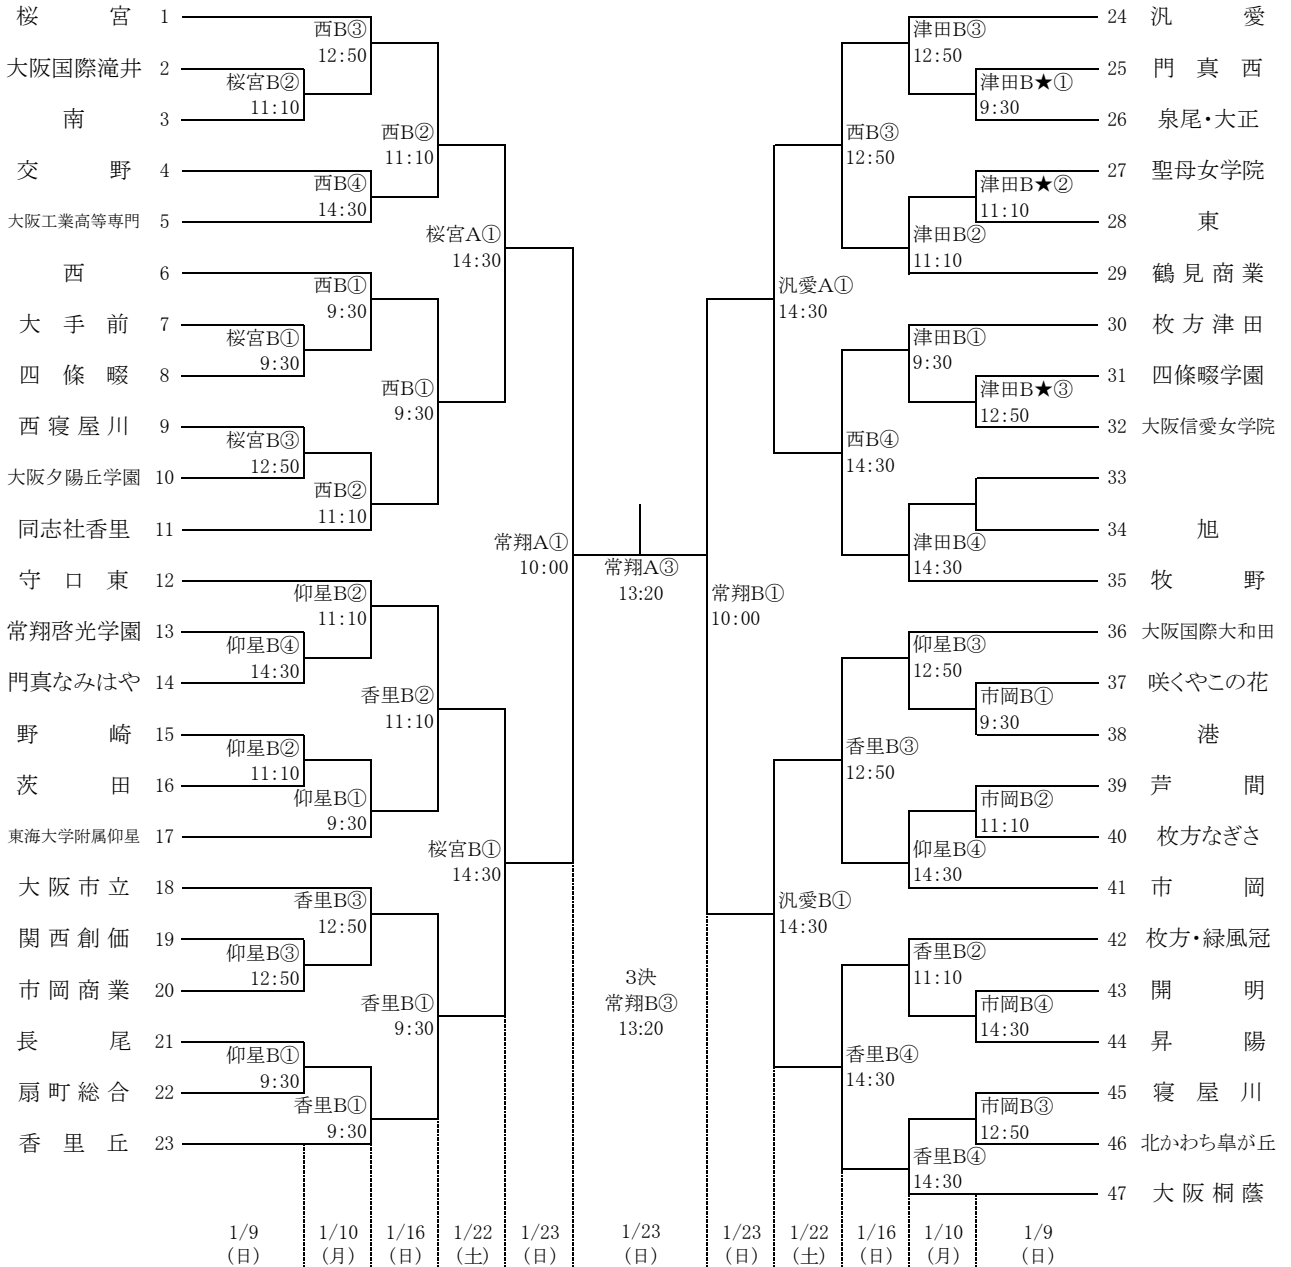 桜宮 1
大阪国際滝井 2
南 3
交野 4
大阪工業高等専門 5
西 6
大手前 7
四條畷 8
西寝屋川 9
大阪夕陽丘学園 10
同志社香里 11
守口東 12
常翔啓光学園 13
門真なみはや 14
野崎 15
茨田 16
東海大学附属仰星 17
大阪市立 18
関西創価 19
市岡商業 20
長尾 21
扇町総合 22
香里丘 23
桜宮B②
11:10
桜宮B①
9:30
桜宮B③
12:50
仰星B④
14:30
仰星B②
11:10
仰星B③
12:50
仰星B①
9:30
西B③
12:50
西B④
14:30
西B①
9:30
西B②
11:10
仰星B②
11:10
仰星B①
9:30
香里B③
12:50
香里B①
9:30
西B②
11:10
西B①
9:30
香里B②
11:10
香里B①
9:30
桜宮A①
14:30
桜宮B①
14:30
常翔A①
10:00
常翔A③
13:20
3決
常翔B③
13:20
常翔B①
10:00
汎愛A①
14:30
汎愛B①
14:30
西B③
12:50
西B④
14:30
香里B③
12:50
香里B④
14:30
津田B③
12:50
津田B②
11:10
津田B①
9:30
津田B④
14:30
仰星B③
12:50
仰星B④
14:30
香里B②
11:10
香里B④
14:30
津田B★①
9:30
津田B★②
11:10
津田B★③
12:50
市岡B①
9:30
市岡B②
11:10
市岡B④
14:30
市岡B③
12:50
24 汎愛
25 門真西
26 泉尾・大正
27 聖母女学院
28 東
29 鶴見商業
30 枚方津田
31 四條畷学園
32 大阪信愛女学院
33
34 旭
35 牧野
36 大阪国際大和田
37 咲くやこの花
38 港
39 芦間
40 枚方なぎさ
41 市岡
42 枚方・緑風冠
43 開明
44 昇陽
45 寝屋川
46 北かわち皐が丘
47 大阪桐蔭
1/9 1/10 1/16 1/22 1/23 1/23 1/23 1/22 1/16 1/10 1/9
(日) (月) (日) (土) (日) (日) (日) (土) (日) (月) (日)